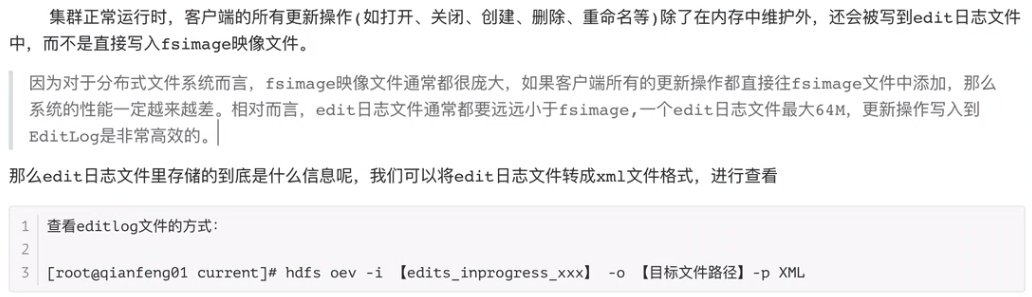 集群正常运行时，客户端的所有更新操作(如打开、关闭、创建、删除、重命名等)除了在内存中维护外，还会被写到edit日志文件
中，而不是直接写入fsimage映像文件。
因为对于分布式文件系统而言，fsimage映像文件通常都很庞大，如果客户端所有的更新操作都直接往fsimage文件中添加，那么
系统的性能一定越来越差。相对而言，edit日志文件通常都要远远小于fsimage,一个edit日志文件最大64M，更新操作写入到
EditLog是非常高效的。
那么edit日志文件里存储的到底是什么信息呢，我们可以将edit日志文件转成xml文件格式，进行查看
1 查看editlog文件的方式：
2
3 [root@qianfeng01 current]# hdfs oev -i 【edits_inprogress_xxx】 -o 【目标文件路径】-p XML